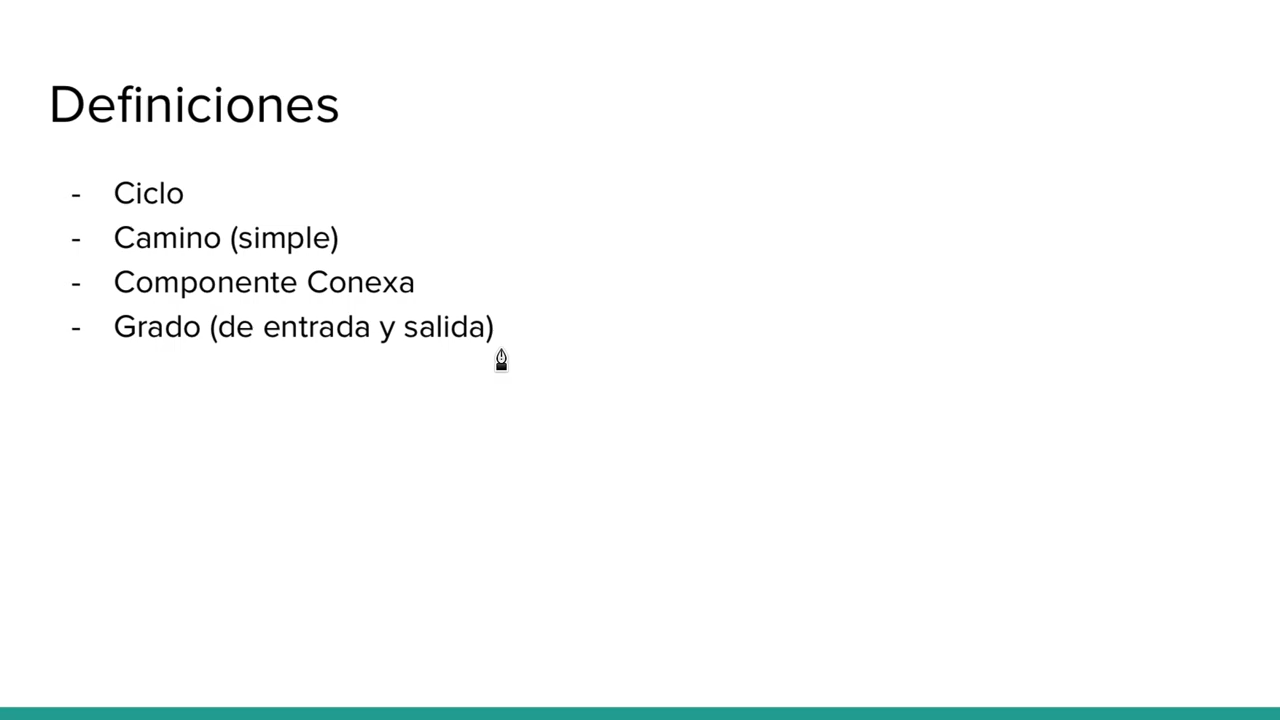 Definiciones
- Ciclo
- Camino (simple)
- Componente Conexa
- Grado (de entrada y salida)